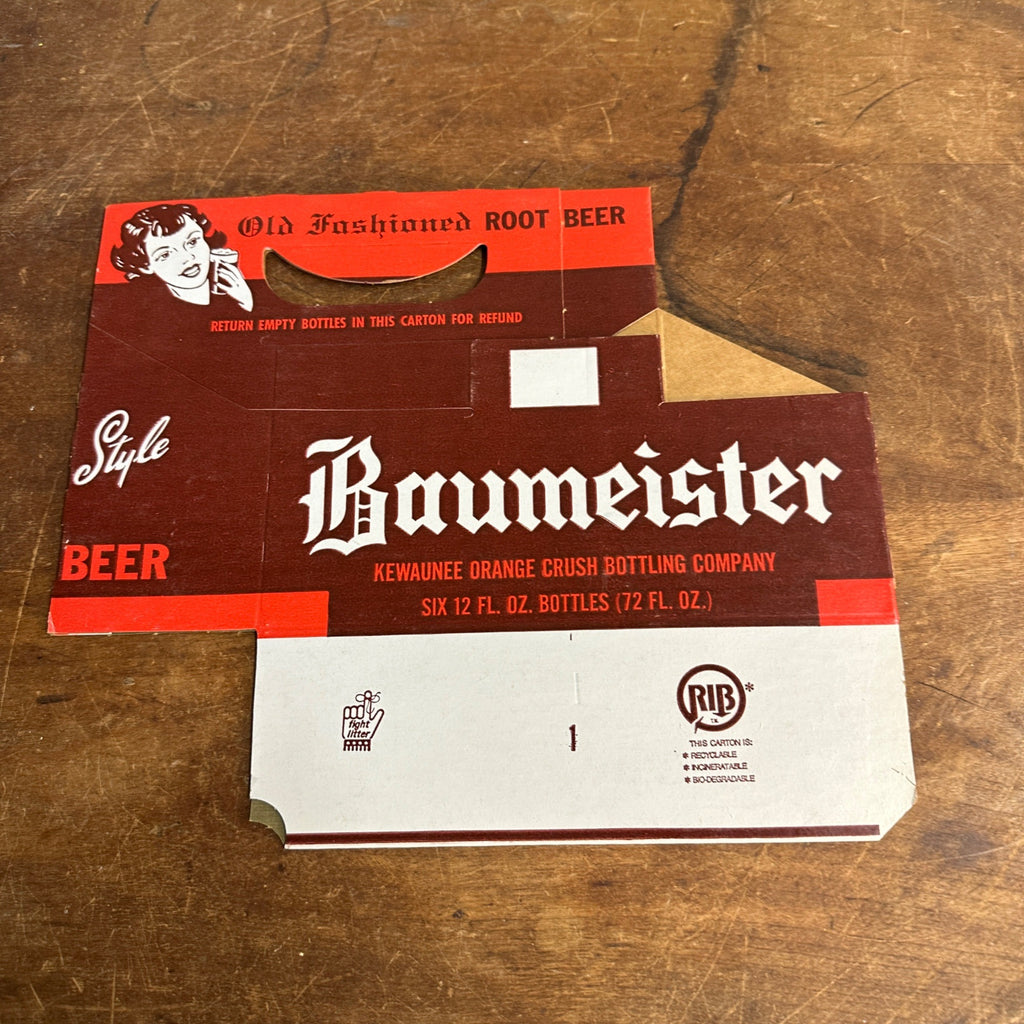 Old Fashioned ROOT BEER
RETURN EMPTY BOTTLES IN THIS CARTON FOR REFUND
Style
BEER
Baumeister
KEWAUNEE ORANGE CRUSH BOTTLING COMPANY
SIX 12 FL. OZ. BOTTLES (72 FL. OZ.)
fight
litter
1
RIB*
TM
THIS CARTON IS:
* RECYCLABLE
* INCINERATABLE
* BIO-DEGRADABLE